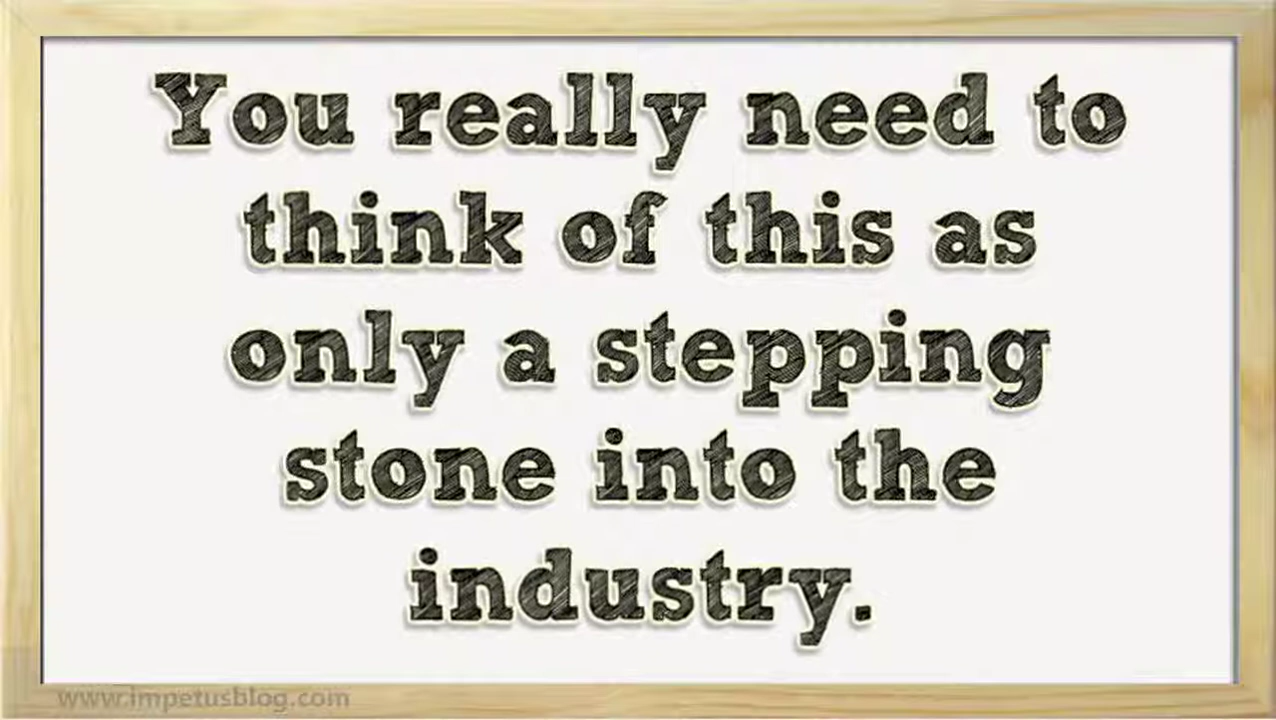 You really need to
think of this as
only a stepping
stone into the
industry.
www.impetusblog.com